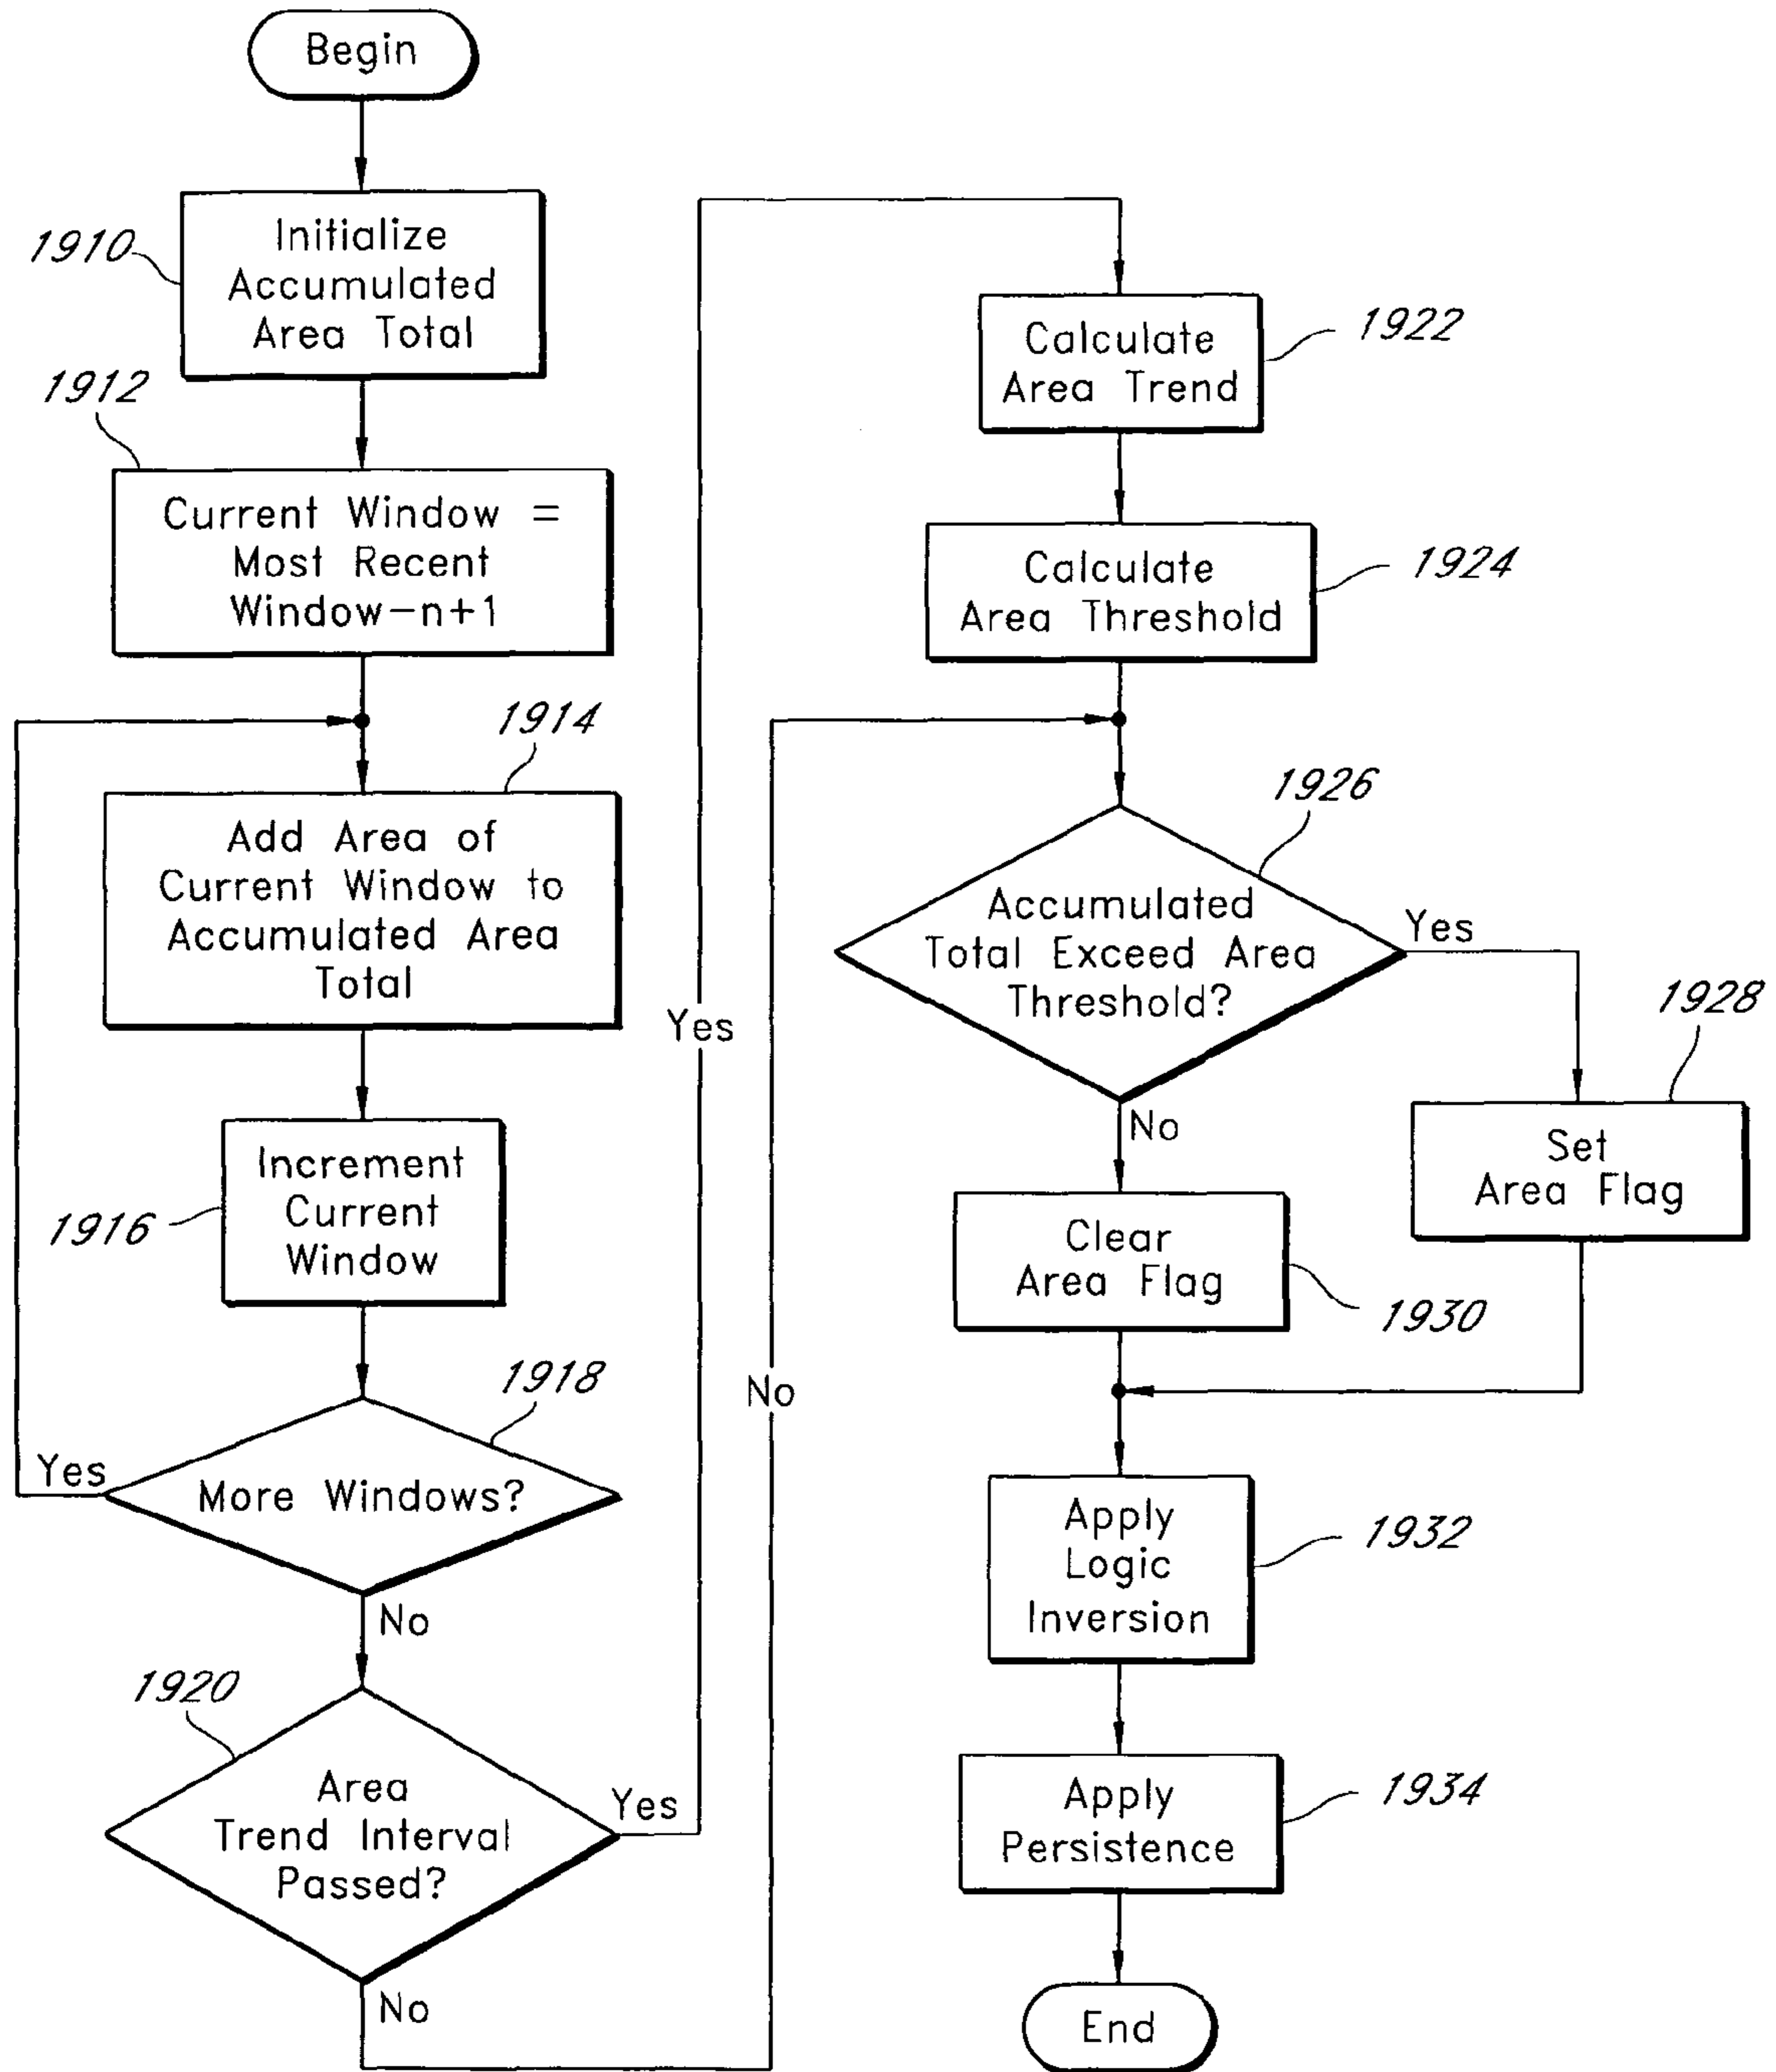 Begin
1910
Initialize
Accumulated
Area Total
1912
Current Window =
Most Recent
Window-n+1
1914
Add Area of
Current Window to
Accumulated Area
Total
1916
Increment
Current
Window
1918
More Windows?
Yes
No
1920
Area
Trend Interval
Passed?
Yes
No
Yes
No
1922
Calculate
Area Trend
1924
Calculate
Area Threshold
1926
Accumulated
Total Exceed Area
Threshold?
Yes
No
1928
Set
Area Flag
Clear
Area Flag
1930
Apply
Logic
Inversion
1932
Apply
Persistence
1934
End